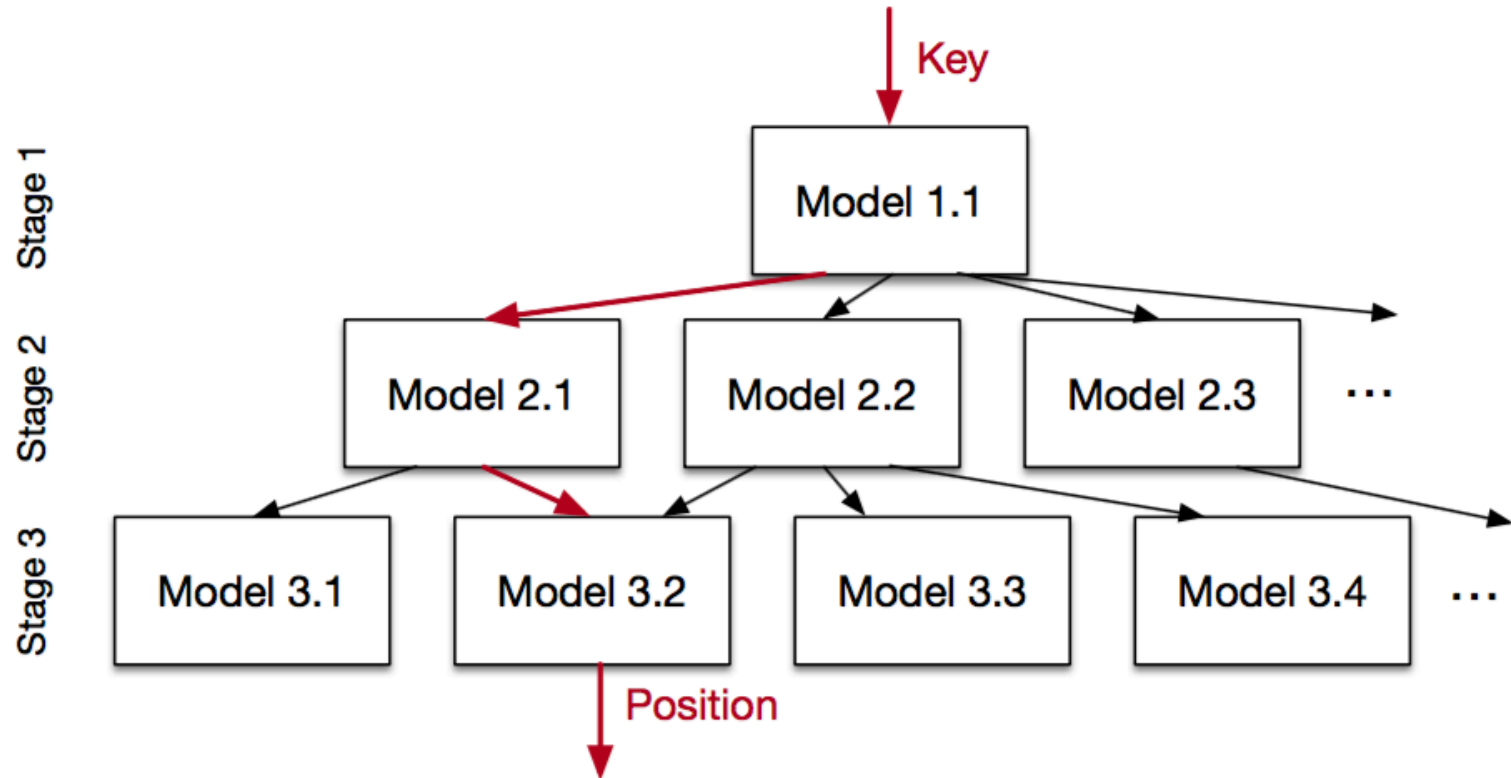 Key
Stage 1
Model 1.1
Stage 2
Model 2.1
Model 2.2
Model 2.3
...
Stage 3
Model 3.1
Model 3.2
Model 3.3
Model 3.4
...
Position